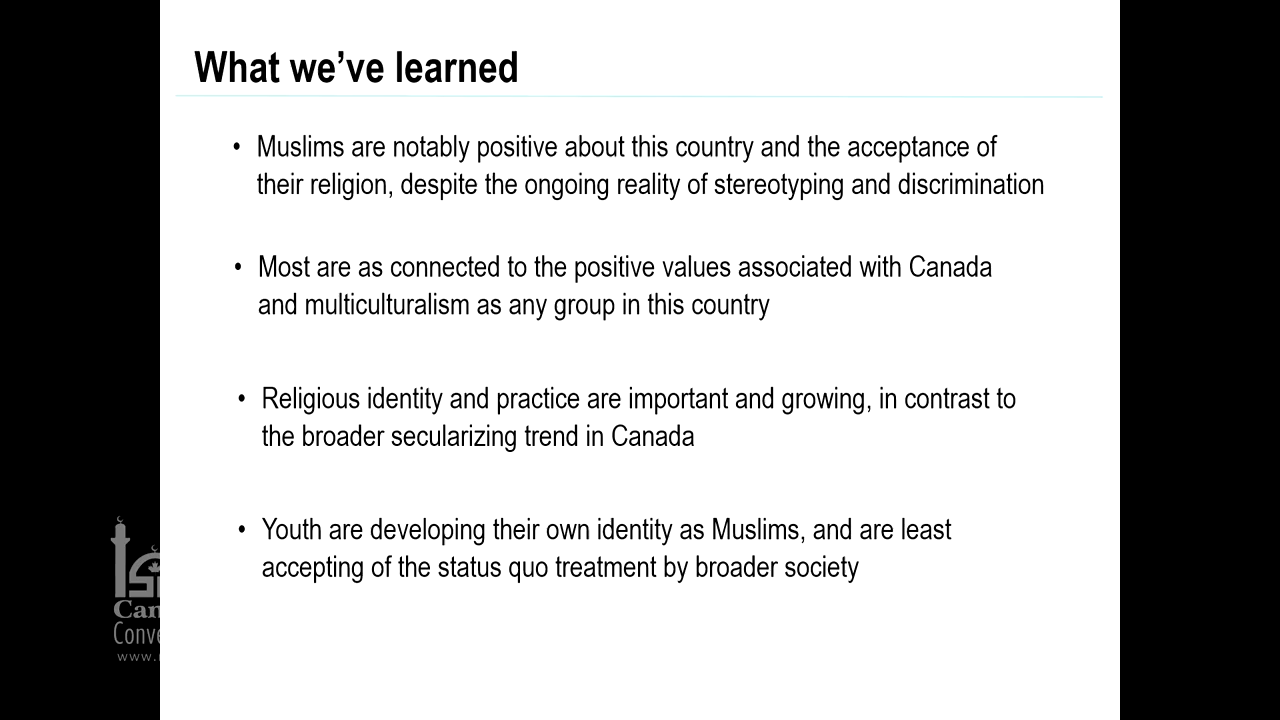 What we’ve learned
• Muslims are notably positive about this country and the acceptance of
their religion, despite the ongoing reality of stereotyping and discrimination
• Most are as connected to the positive values associated with Canada
and multiculturalism as any group in this country
• Religious identity and practice are important and growing, in contrast to
the broader secularizing trend in Canada
• Youth are developing their own identity as Muslims, and are least
accepting of the status quo treatment by broader society
www.